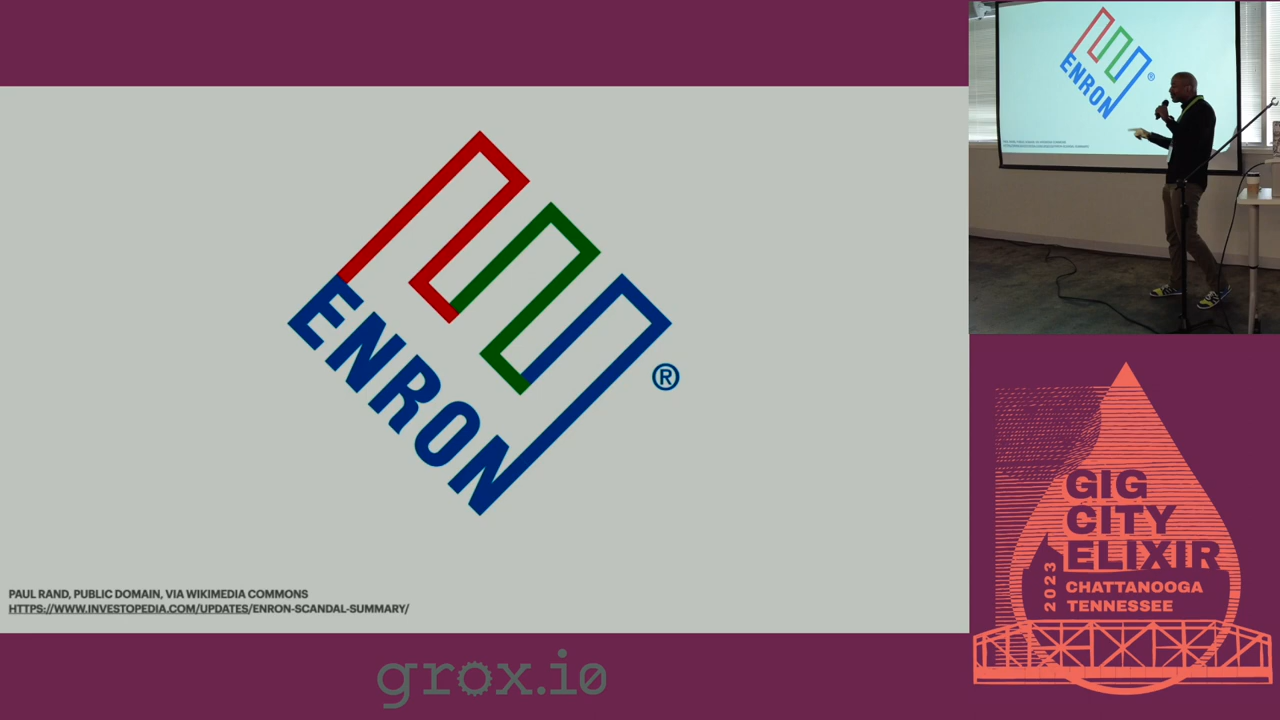 ENRON
®
PAUL RAND, PUBLIC DOMAIN, VIA WIKIMEDIA COMMONS
HTTPS://WWW.INVESTOPEDIA.COM/UPDATES/ENRON-SCANDAL-SUMMARY/
ENRON
®
GIG
CITY
ELIXIR
2023
CHATTANOOGA
TENNESSEE
grox.io